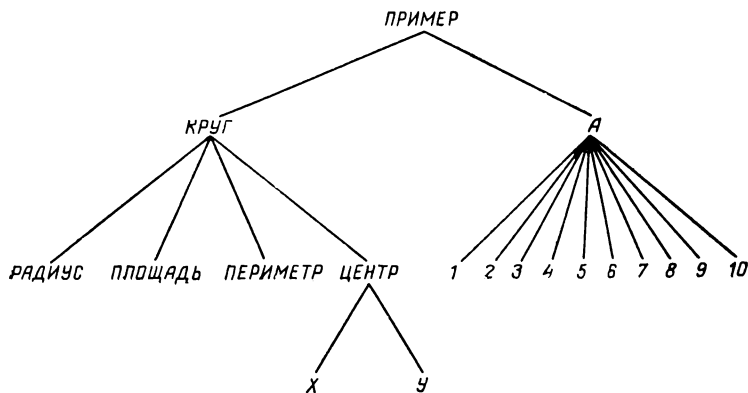 ПРИМЕР
КРУГ А
РАДИУС ПЛОЩАДЬ ПЕРИМЕТР ЦЕНТР 1 2 3 4 5 6 7 8 9 10
X У